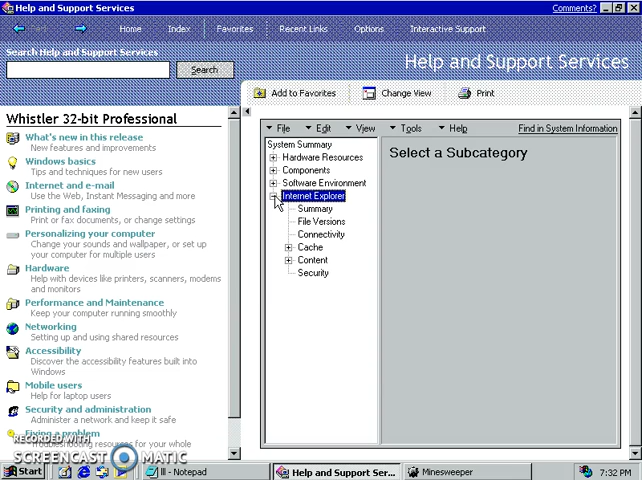 Help and Support Services
Comments?
Home
Index
Favorites
Recent Links
Options
Interactive Support
Search Help and Support Services
Search
Help and Support Services
Add to Favorites
Change View
Print
Whistler 32-bit Professional
What's new in this release
New features and improvements
Windows basics
Tips and techniques for new users
Internet and e-mail
Use the Web, Instant Messaging and more
Printing and faxing
Print or fax documents, or change settings
Personalizing your computer
Change your sounds and wallpaper, or set up
your computer for multiple users
Hardware
Help with devices like printers, scanners, modems
and monitors
Performance and Maintenance
Keep your computer running smoothly
Networking
Setting up and using shared resources
Accessibility
Discover the accessibility features built into
Windows
Mobile users
Help for laptop users
Security and administration
Administer a network and keep it safe
Fixing a problem
Troubleshooting resources for your whole
File
Edit
View
Tools
Help
Find in System Information
System Summary
Hardware Resources
Components
Software Environment
Internet Explorer
Summary
File Versions
Connectivity
Cache
Content
Security
Select a Subcategory
RECORDED WITH
SCREENCAST MATIC
Start
lll - Notepad
Help and Support Ser...
Minesweeper
7:32 PM